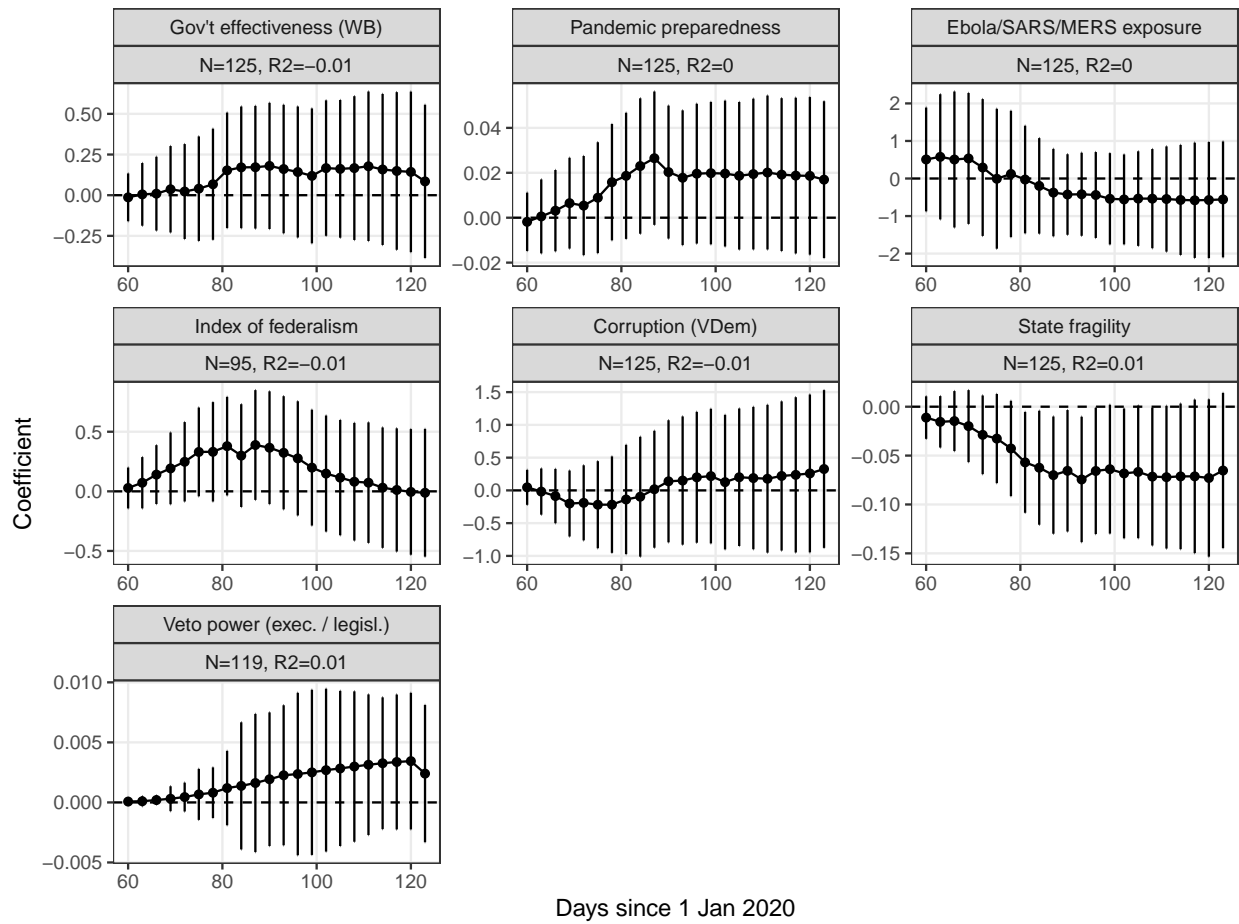 Gov't effectiveness (WB)
N=125, R2=−0.01
0.50
0.25
0.00
−0.25
60 80 100 120
Pandemic preparedness
N=125, R2=0
0.04
0.02
0.00
−0.02
60 80 100 120
Ebola/SARS/MERS exposure
N=125, R2=0
2
1
0
−1
−2
60 80 100 120
Index of federalism
N=95, R2=−0.01
0.5
0.0
−0.5
60 80 100 120
Corruption (VDem)
N=125, R2=−0.01
1.5
1.0
0.5
0.0
−0.5
−1.0
60 80 100 120
State fragility
N=125, R2=0.01
0.00
−0.05
−0.10
−0.15
60 80 100 120
Veto power (exec. / legisl.)
N=119, R2=0.01
0.010
0.005
0.000
−0.005
60 80 100 120
Coefficient
Days since 1 Jan 2020